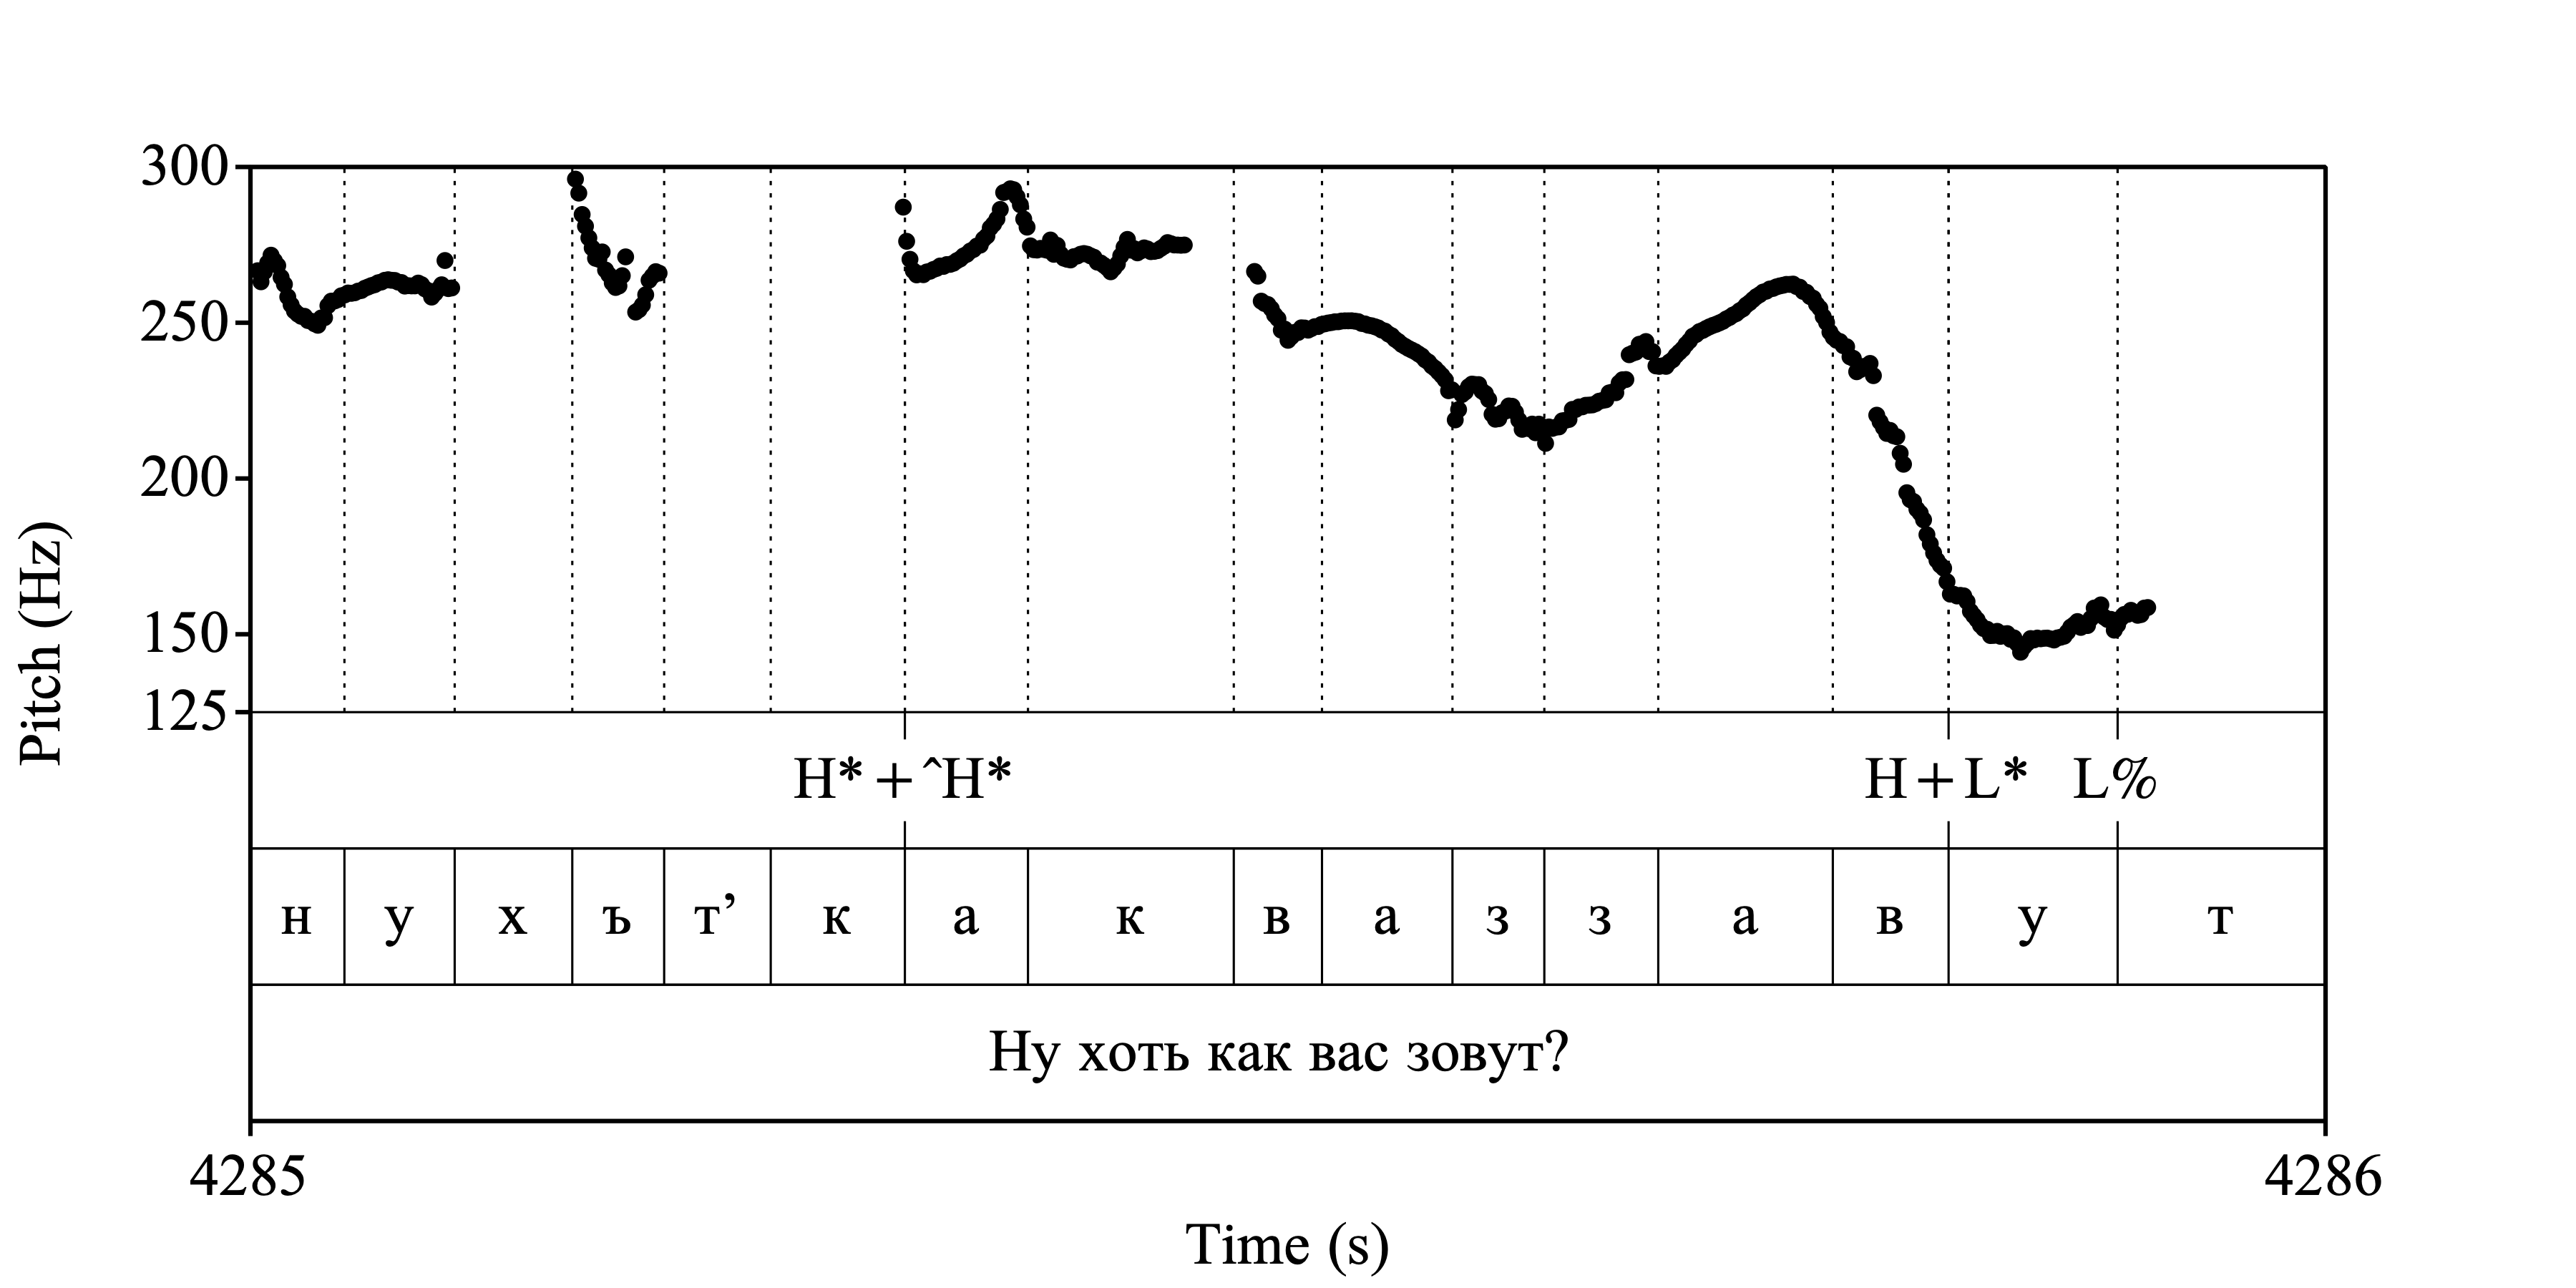 300
250
200
150
125
Pitch (Hz)
H* + ^H* H+L* L%
н у х ъ т’ к а к в а з з а в у т
Ну хоть как вас зовут?
4285 4286
Time (s)